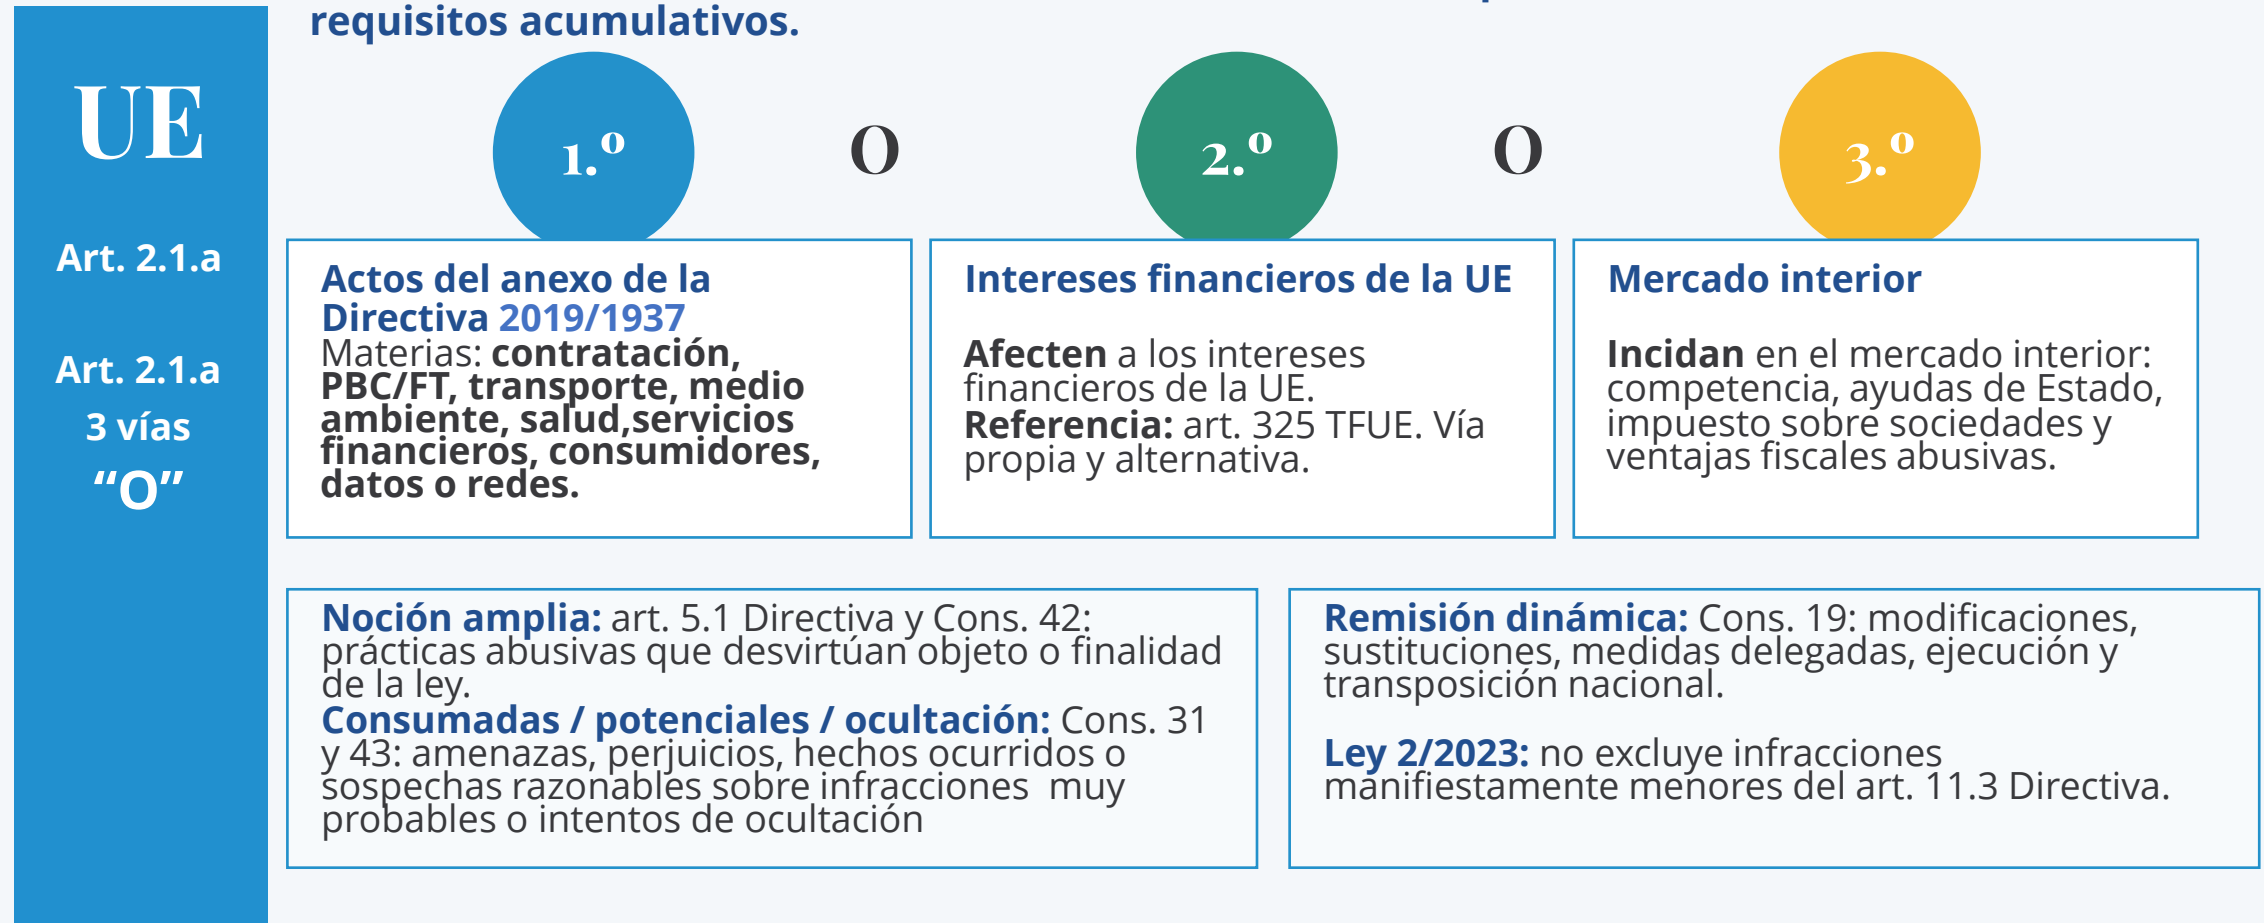 requisitos acumulativos.
UE
Art. 2.1.a
Art. 2.1.a
3 vías
“O”
1.º
O
2.º
O
3.º
Actos del anexo de la
Directiva 2019/1937
Materias: contratación,
PBC/FT, transporte, medio
ambiente, salud,servicios
financieros, consumidores,
datos o redes.
Intereses financieros de la UE
Afecten a los intereses
financieros de la UE.
Referencia: art. 325 TFUE. Vía
propia y alternativa.
Mercado interior
Incidan en el mercado interior:
competencia, ayudas de Estado,
impuesto sobre sociedades y
ventajas fiscales abusivas.
Noción amplia: art. 5.1 Directiva y Cons. 42:
prácticas abusivas que desvirtúan objeto o finalidad
de la ley.
Consumadas / potenciales / ocultación: Cons. 31
y 43: amenazas, perjuicios, hechos ocurridos o
sospechas razonables sobre infracciones  muy
probables o intentos de ocultación
Remisión dinámica: Cons. 19: modificaciones,
sustituciones, medidas delegadas, ejecución y
transposición nacional.
Ley 2/2023: no excluye infracciones
manifiestamente menores del art. 11.3 Directiva.